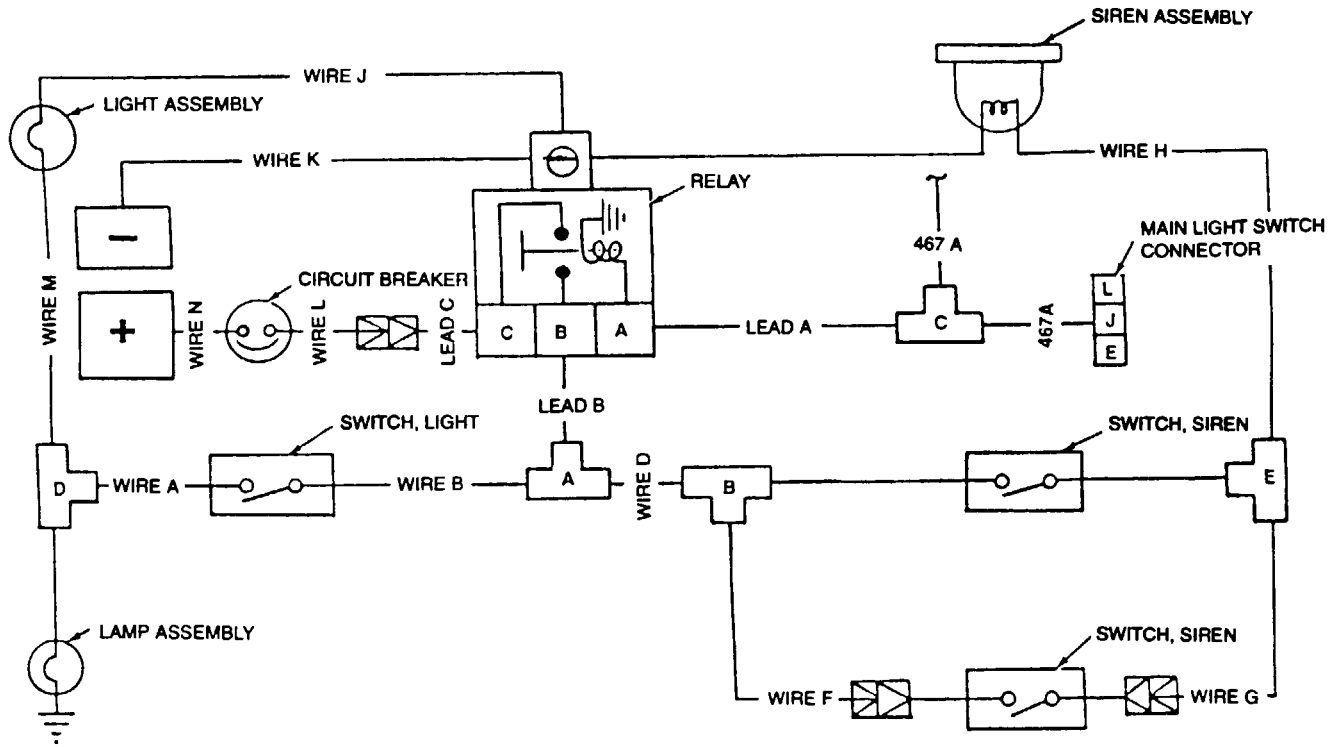 SIREN ASSEMBLY
WIRE J
LIGHT ASSEMBLY
WIRE K
WIRE H
RELAY
467 A
MAIN LIGHT SWITCH
CONNECTOR
−
WIRE M
CIRCUIT BREAKER
L
+
WIRE N
WIRE L
LEAD C
C
B
A
LEAD A
C
467A
J
E
LEAD B
SWITCH, LIGHT
SWITCH, SIREN
D
WIRE A
WIRE B
A
WIRE D
B
E
LAMP ASSEMBLY
SWITCH, SIREN
WIRE F
WIRE G